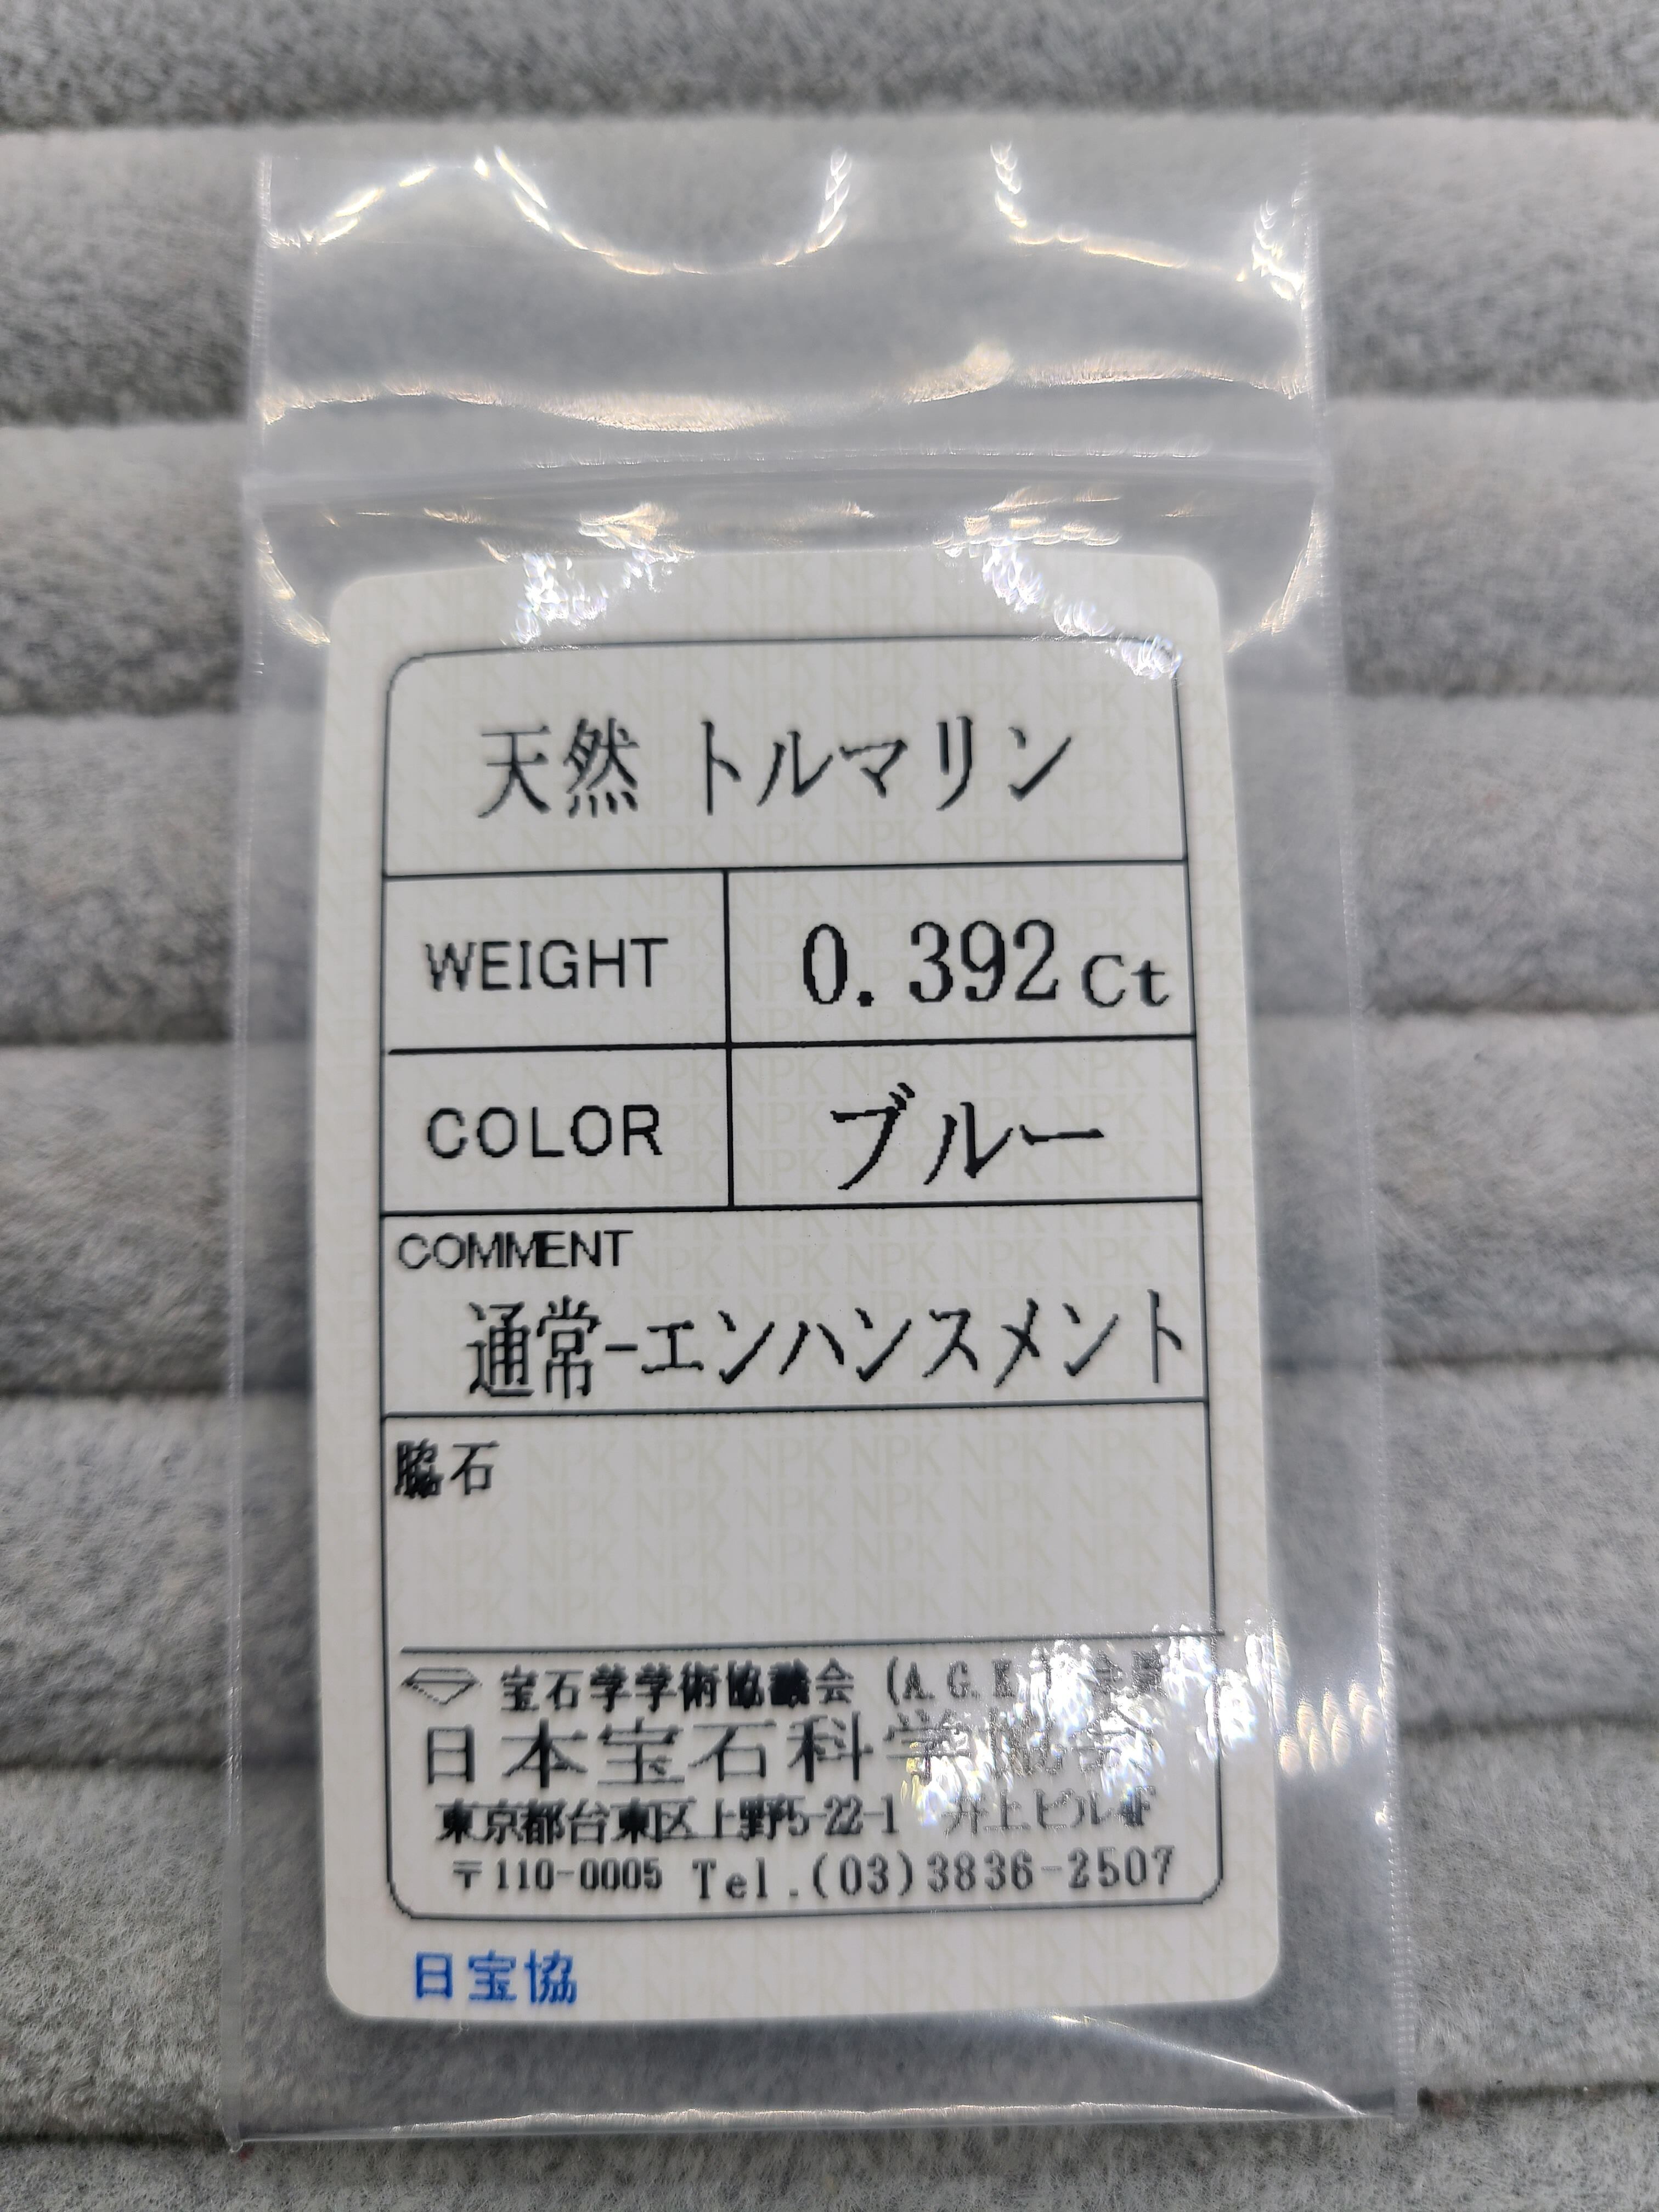 天然 トルマリン
WEIGHT 0.392ct
COLOR ブルー
COMMENT
通常-エンハンスメント
脇石
宝石学学術協議会 (A.G.K.) 会員
日本宝石科学協会
東京都台東区上野5-22-1 井上ビル4F
〒110-0005 Tel.(03)3836-2507
日宝協